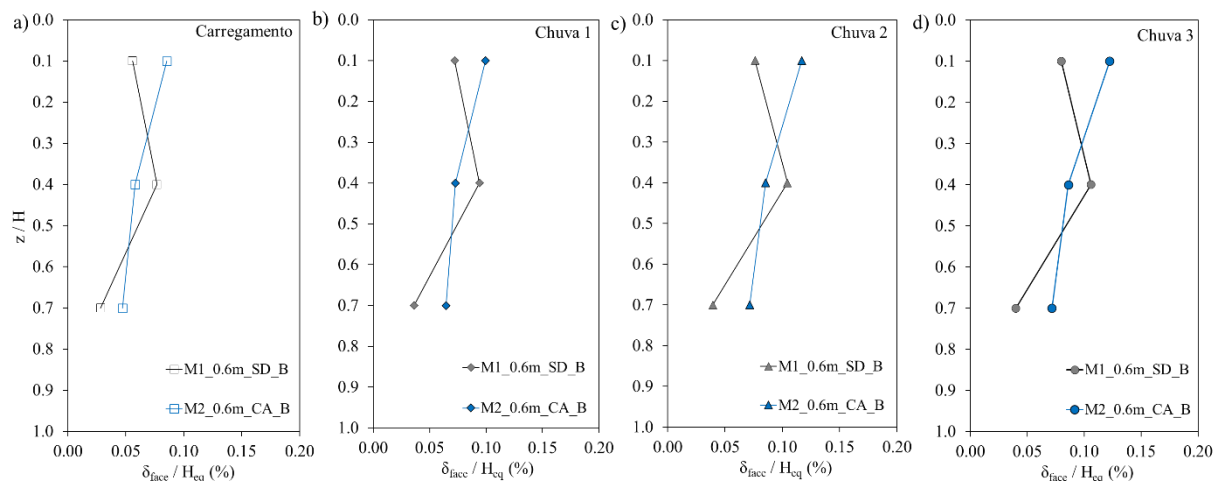 a)
Carregamento
0.0
0.1
0.2
0.3
0.4
0.5
0.6
0.7
0.8
0.9
1.0
z / H
M1_0.6m_SD_B
M2_0.6m_CA_B
0.00 0.05 0.10 0.15 0.20
δface / Heq (%)
b)
Chuva 1
0.0
0.1
0.2
0.3
0.4
0.5
0.6
0.7
0.8
0.9
1.0
M1_0.6m_SD_B
M2_0.6m_CA_B
0.00 0.05 0.10 0.15 0.20
δface / Heq (%)
c)
Chuva 2
0.0
0.1
0.2
0.3
0.4
0.5
0.6
0.7
0.8
0.9
1.0
M1_0.6m_SD_B
M2_0.6m_CA_B
0.00 0.05 0.10 0.15 0.20
δface / Heq (%)
d)
Chuva 3
0.0
0.1
0.2
0.3
0.4
0.5
0.6
0.7
0.8
0.9
1.0
M1_0.6m_SD_B
M2_0.6m_CA_B
0.00 0.05 0.10 0.15 0.20
δface / Heq (%)